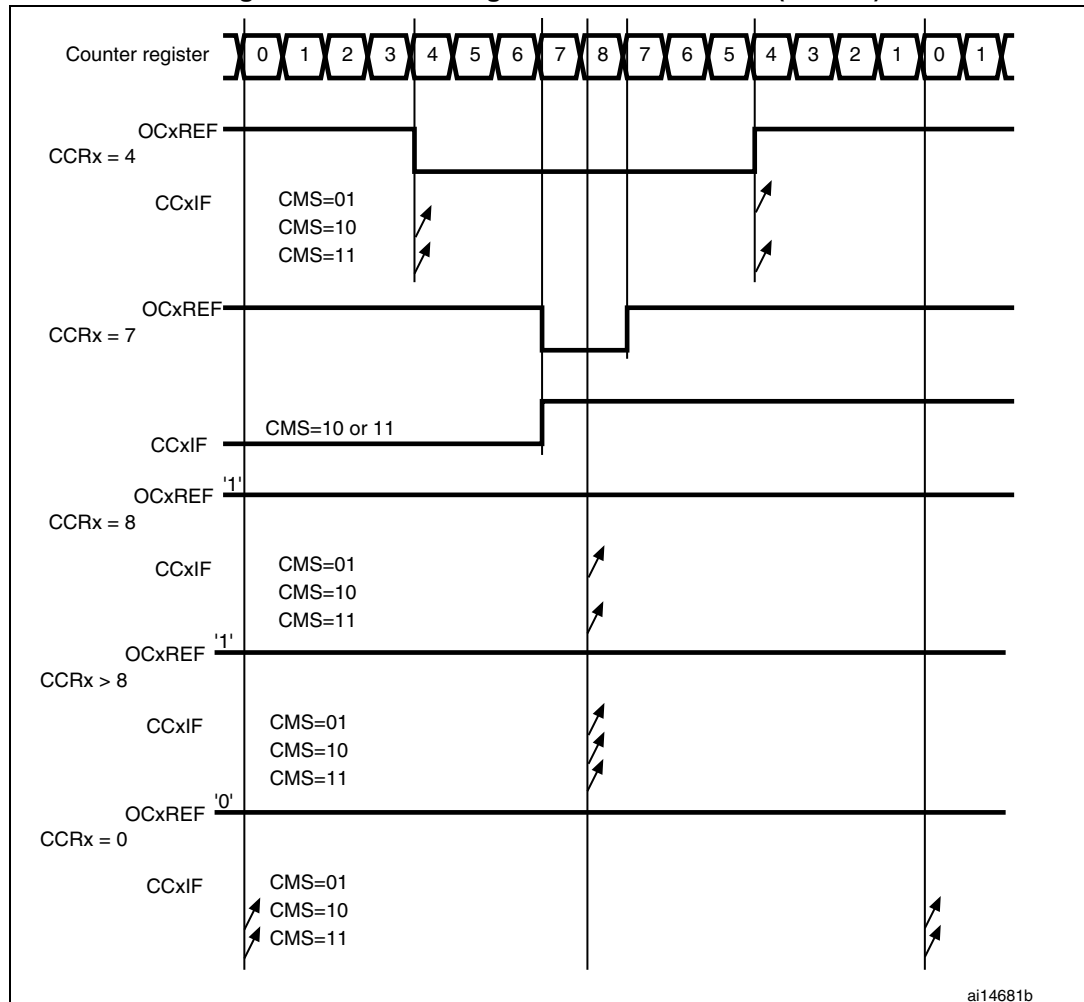 Counter register 0 1 2 3 4 5 6 7 8 7 6 5 4 3 2 1 0 1
OCxREF
CCRx = 4
CCxIF
CMS=01
CMS=10
CMS=11
OCxREF
CCRx = 7
CMS=10 or 11
CCxIF
'1'
OCxREF
CCRx = 8
CCxIF
CMS=01
CMS=10
CMS=11
'1'
OCxREF
CCRx > 8
CCxIF
CMS=01
CMS=10
CMS=11
'0'
OCxREF
CCRx = 0
CCxIF
CMS=01
CMS=10
CMS=11
ai14681b